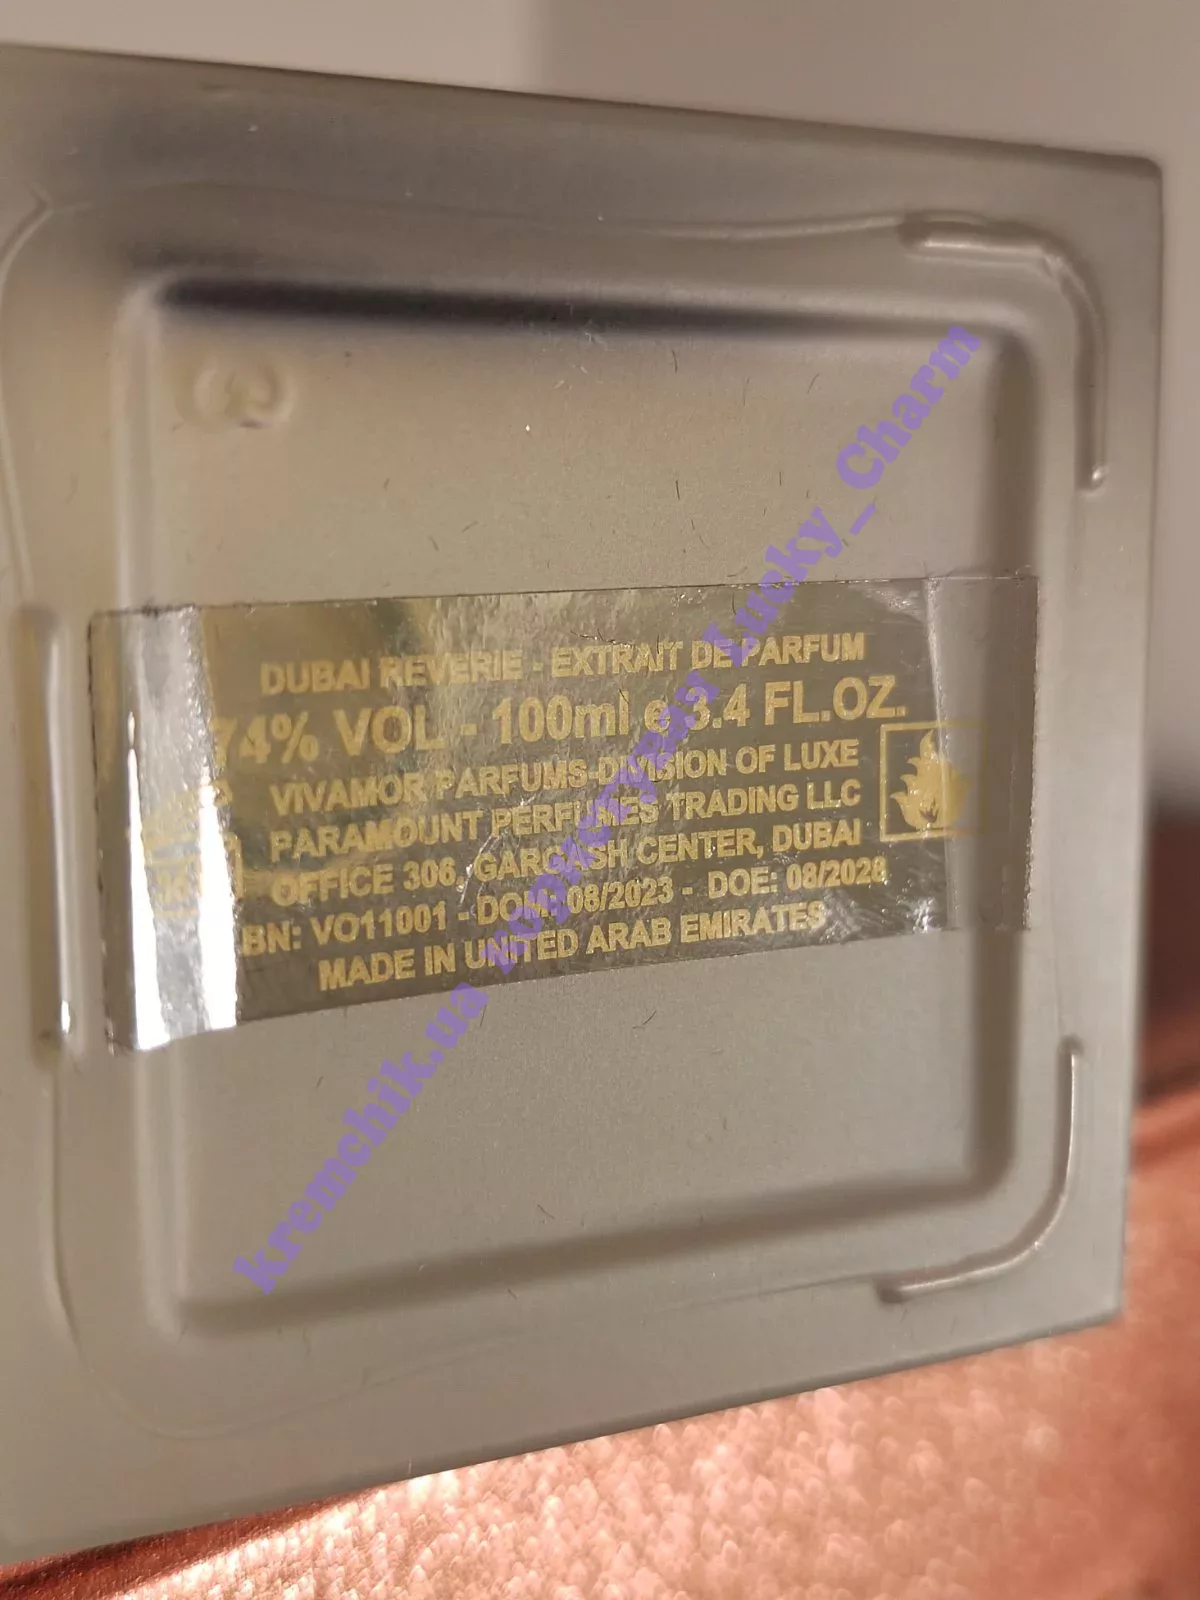 DUBAI REVERIE - EXTRAIT DE PARFUM
74% VOL - 100ml e 3.4 FL.OZ.
VIVAMOR PARFUMS-DIVISION OF LUXE
PARAMOUNT PERFUMES TRADING LLC
OFFICE 306, GARGASH CENTER, DUBAI
BN: VO11001 - DOM: 08/2023 - DOE: 08/2028
MADE IN UNITED ARAB EMIRATES
kremchik.ua користувач Lucky_Charm